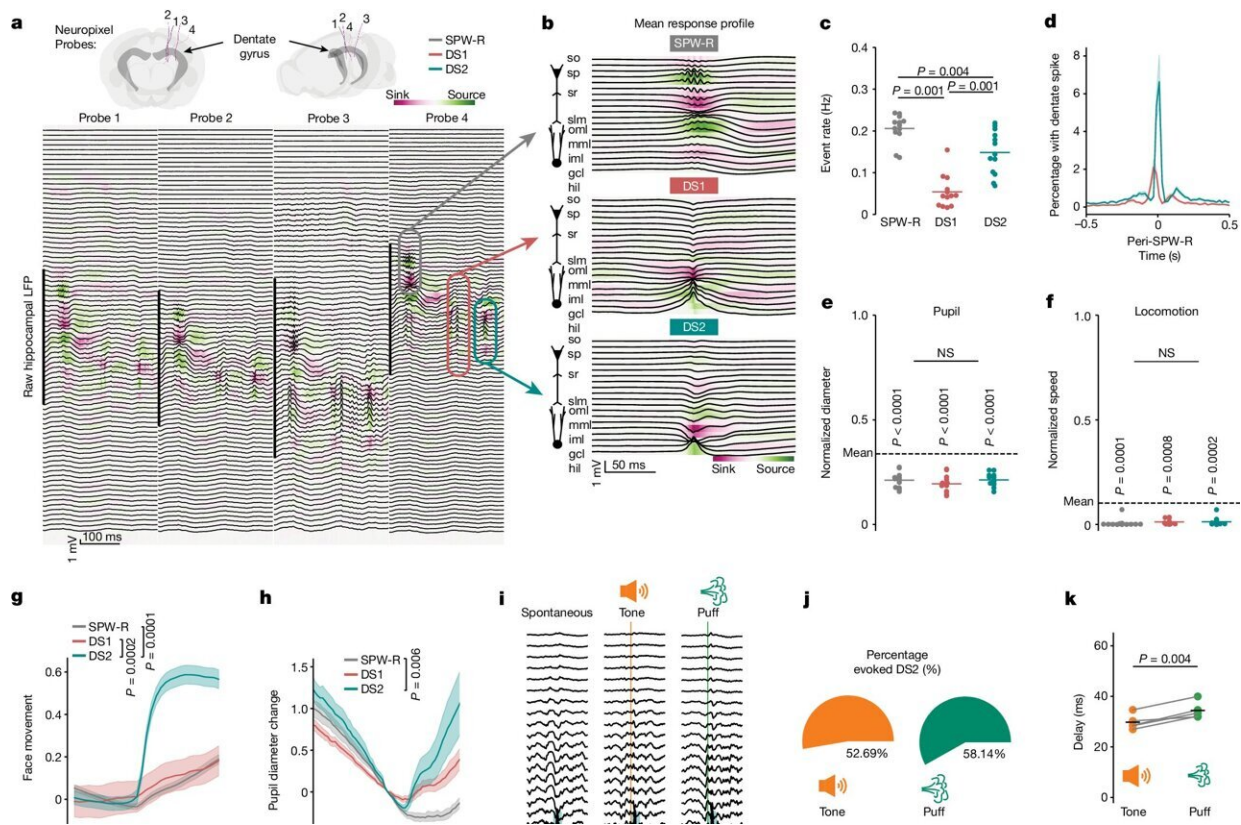 a
Neuropixel
Probes:
2
1
3
4
1
2
4
3
Dentate
gyrus
SPW-R
DS1
DS2
Sink
Source
Probe 1
Probe 2
Probe 3
Probe 4
Raw hippocampal LFP
1 mV
100 ms
b
Mean response profile
SPW-R
so
sp
sr
slm
oml
mml
iml
gcl
hil
DS1
so
sp
sr
slm
oml
mml
iml
gcl
hil
DS2
so
sp
sr
slm
oml
mml
iml
gcl
hil
1 mV
50 ms
Sink
Source
c
Event rate (Hz)
0.4
0.3
0.2
0.1
0
P = 0.004
P = 0.001
P = 0.001
SPW-R
DS1
DS2
d
Percentage with dentate spike
8
6
4
2
0
–0.5
0
0.5
Peri-SPW-R
Time (s)
e
Pupil
Normalized diameter
1.0
0.5
Mean
0
NS
P < 0.0001
P < 0.0001
P < 0.0001
f
Locomotion
Normalized speed
1.0
0.5
Mean
0
NS
P = 0.0001
P = 0.0008
P = 0.0002
g
SPW-R
DS1
DS2
P = 0.0002
P = 0.0001
Face movement
0.6
0.4
0.2
0
h
SPW-R
DS1
DS2
P = 0.006
Pupil diameter change
1.5
1.0
0.5
0
i
Spontaneous
Tone
Puff
j
Percentage
evoked DS2 (%)
52.69%
58.14%
Tone
Puff
k
Delay (ms)
60
40
20
0
P = 0.004
Tone
Puff